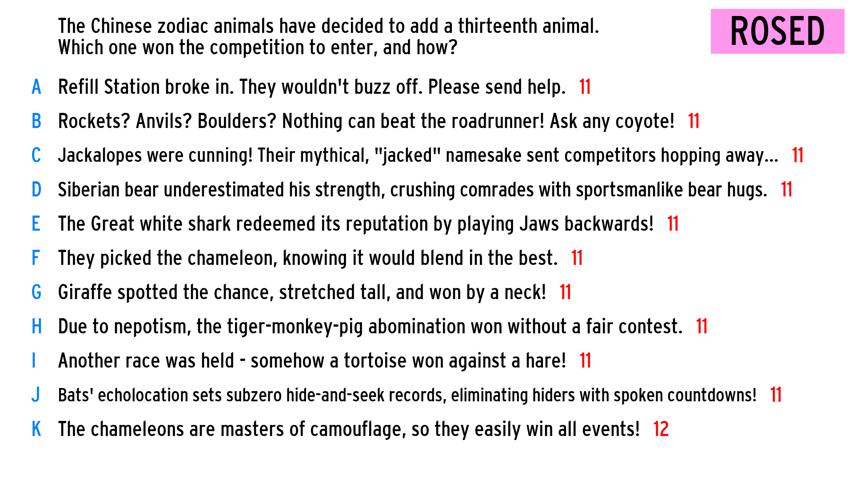 The Chinese zodiac animals have decided to add a thirteenth animal.
Which one won the competition to enter, and how?
ROSED
A Refill Station broke in. They wouldn't buzz off. Please send help. 11
B Rockets? Anvils? Boulders? Nothing can beat the roadrunner! Ask any coyote! 11
C Jackalopes were cunning! Their mythical, "jacked" namesake sent competitors hopping away... 11
D Siberian bear underestimated his strength, crushing comrades with sportsmanlike bear hugs. 11
E The Great white shark redeemed its reputation by playing Jaws backwards! 11
F They picked the chameleon, knowing it would blend in the best. 11
G Giraffe spotted the chance, stretched tall, and won by a neck! 11
H Due to nepotism, the tiger-monkey-pig abomination won without a fair contest. 11
I Another race was held - somehow a tortoise won against a hare! 11
J Bats' echolocation sets subzero hide-and-seek records, eliminating hiders with spoken countdowns! 11
K The chameleons are masters of camouflage, so they easily win all events! 12